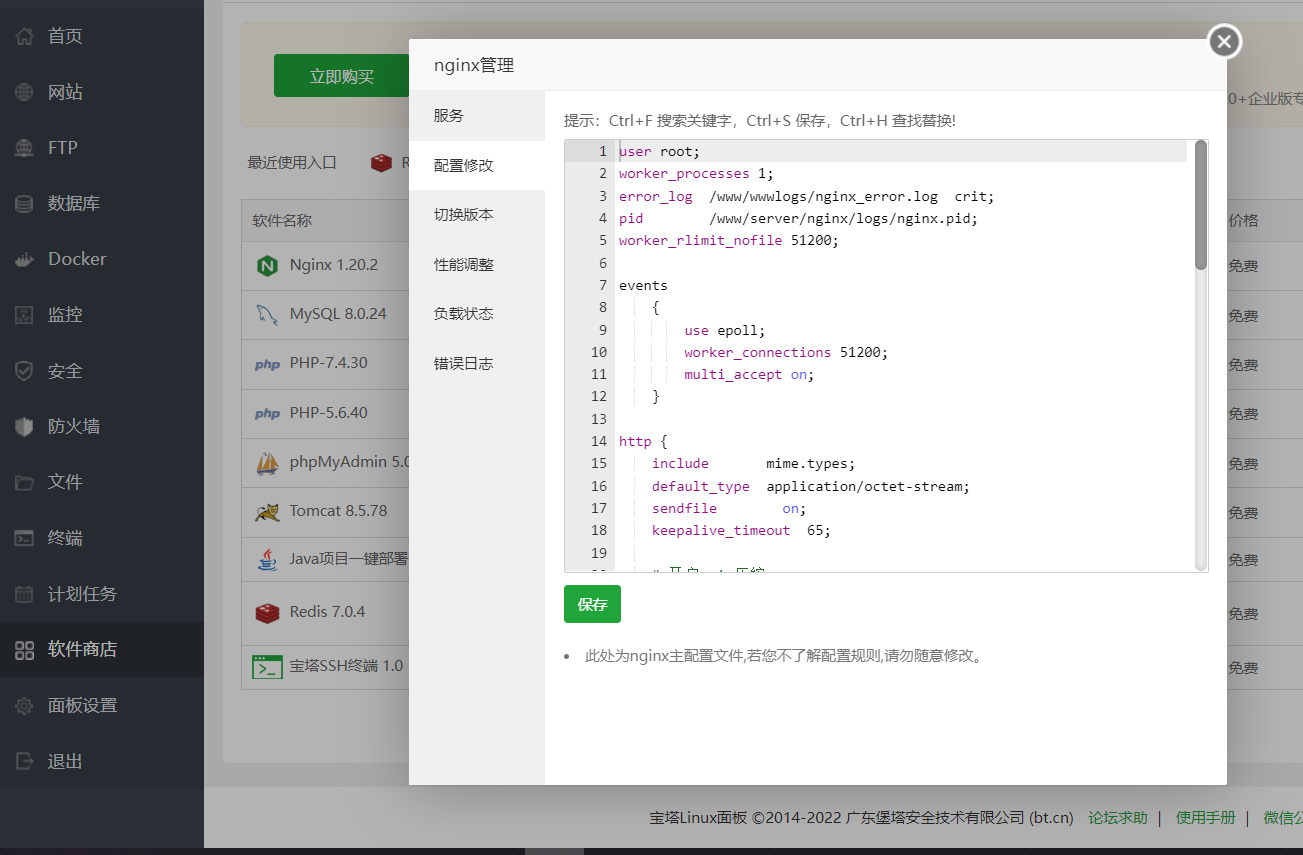 首页
网站
FTP
数据库
Docker
监控
安全
防火墙
文件
终端
计划任务
软件商店
面板设置
退出
立即购买
0+企业版专
最近使用入口
R
软件名称
价格
Nginx 1.20.2
免费
MySQL 8.0.24
免费
php PHP-7.4.30
免费
php PHP-5.6.40
免费
phpMyAdmin 5.0
免费
Tomcat 8.5.78
免费
Java项目一键部署
免费
Redis 7.0.4
免费
宝塔SSH终端 1.0
免费
nginx管理
服务
配置修改
切换版本
性能调整
负载状态
错误日志
提示：Ctrl+F 搜索关键字，Ctrl+S 保存，Ctrl+H 查找替换!
1 user root;
2 worker_processes 1;
3 error_log  /www/wwwlogs/nginx_error.log  crit;
4 pid        /www/server/nginx/logs/nginx.pid;
5 worker_rlimit_nofile 51200;
6
7 events
8     {
9         use epoll;
10         worker_connections 51200;
11         multi_accept on;
12     }
13
14 http {
15     include       mime.types;
16     default_type  application/octet-stream;
17     sendfile        on;
18     keepalive_timeout  65;
19
保存
此处为nginx主配置文件,若您不了解配置规则,请勿随意修改。
宝塔Linux面板 ©2014-2022 广东堡塔安全技术有限公司 (bt.cn) 论坛求助 | 使用手册 | 微信公